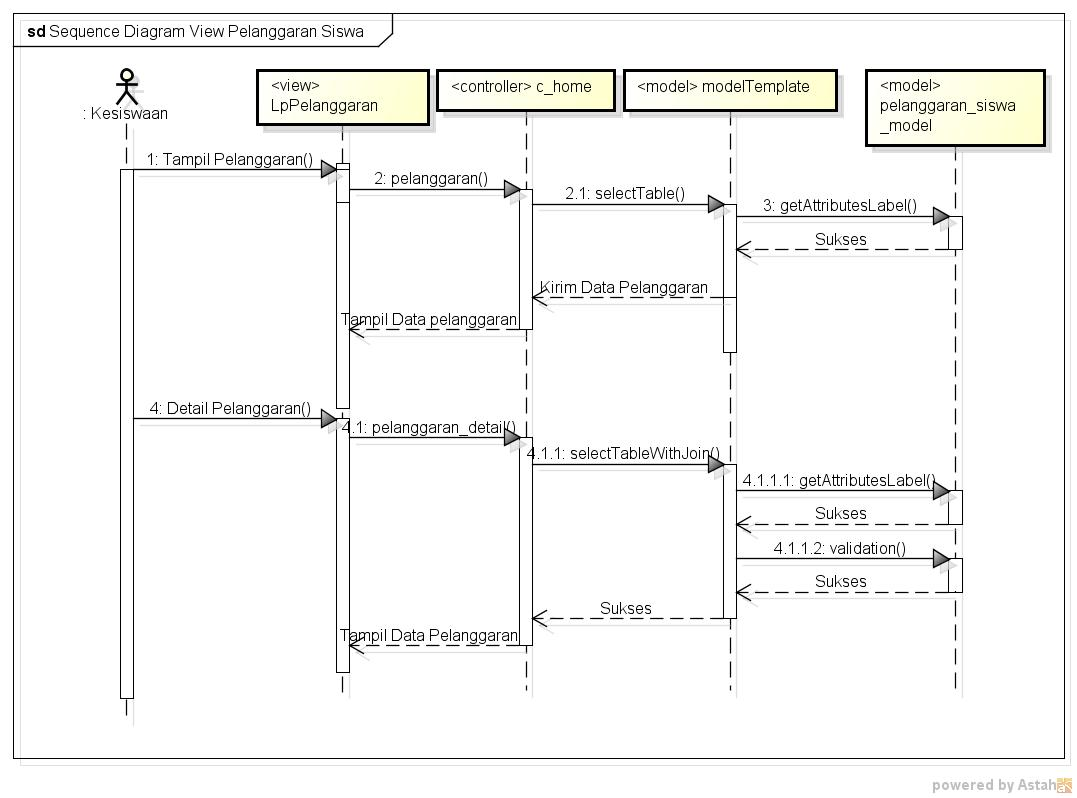 sd Sequence Diagram View Pelanggaran Siswa
: Kesiswaan
<view>
LpPelanggaran
<controller> c_home
<model> modelTemplate
<model>
pelanggaran_siswa
_model
1: Tampil Pelanggaran()
2: pelanggaran()
2.1: selectTable()
3: getAttributesLabel()
Sukses
Kirim Data Pelanggaran
Tampil Data pelanggaran
4: Detail Pelanggaran()
4.1: pelanggaran_detail()
4.1.1: selectTableWithJoin()
4.1.1.1: getAttributesLabel()
Sukses
4.1.1.2: validation()
Sukses
Sukses
Tampil Data Pelanggaran
powered by Astah